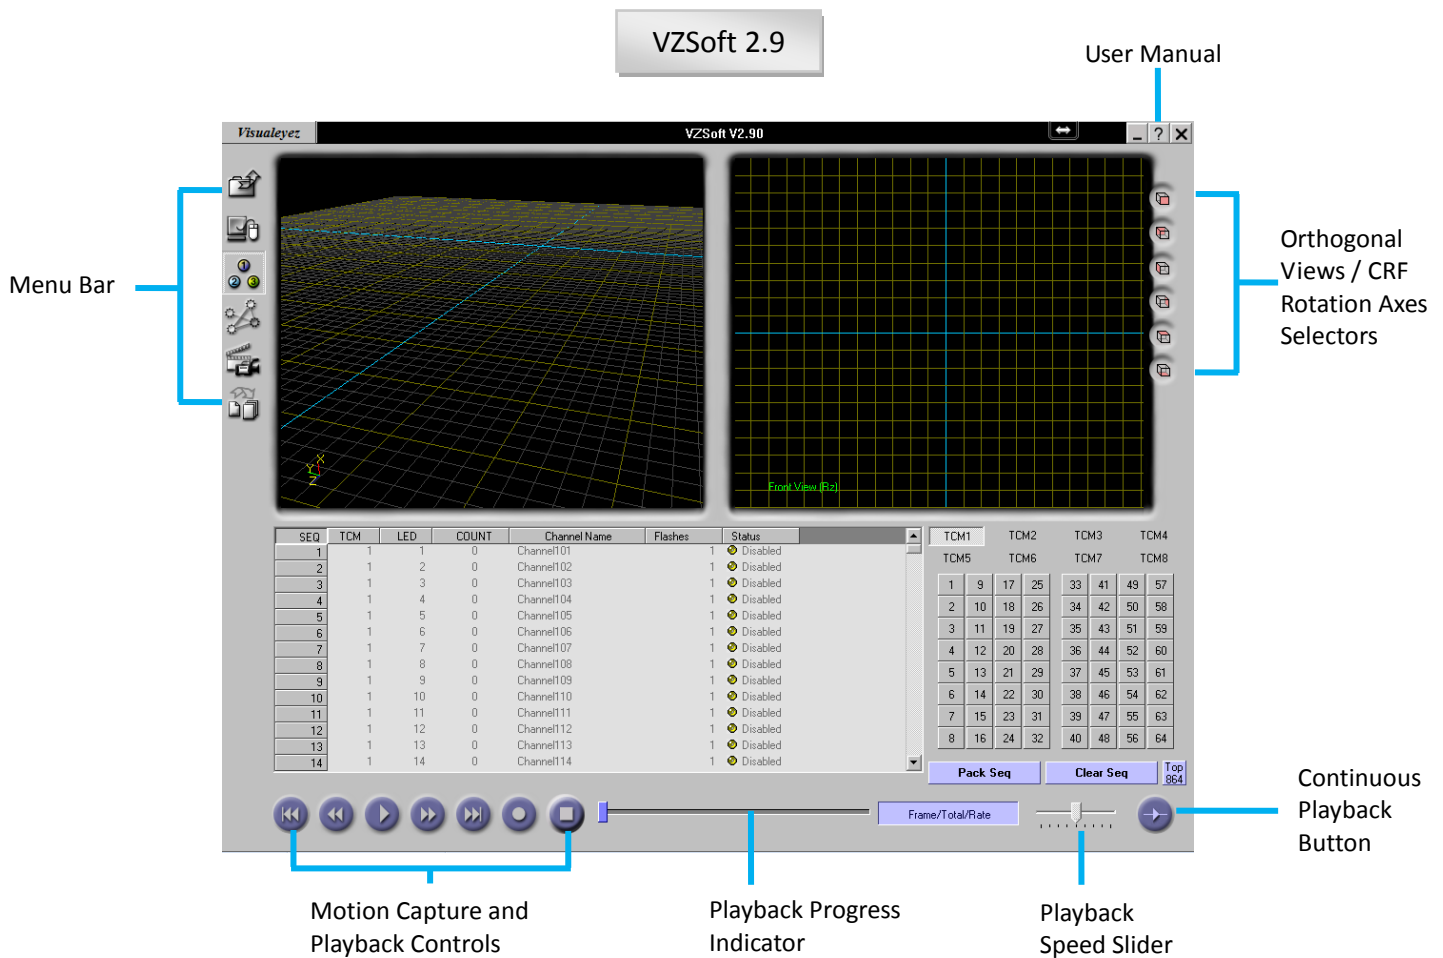 VZSoft 2.9
User Manual
Visualeyez
VZSoft V2.90
?
Menu Bar
Orthogonal
Views / CRF
Rotation Axes
Selectors
1
2 3
X
Y
Z
Front View (Rz)
SEQ TCM LED COUNT Channel Name Flashes Status
1 1 1 0 Channel101 1 Disabled
2 1 2 0 Channel102 1 Disabled
3 1 3 0 Channel103 1 Disabled
4 1 4 0 Channel104 1 Disabled
5 1 5 0 Channel105 1 Disabled
6 1 6 0 Channel106 1 Disabled
7 1 7 0 Channel107 1 Disabled
8 1 8 0 Channel108 1 Disabled
9 1 9 0 Channel109 1 Disabled
10 1 10 0 Channel110 1 Disabled
11 1 11 0 Channel111 1 Disabled
12 1 12 0 Channel112 1 Disabled
13 1 13 0 Channel113 1 Disabled
14 1 14 0 Channel114 1 Disabled
TCM1 TCM2 TCM3 TCM4
TCM5 TCM6 TCM7 TCM8
1 9 17 25 33 41 49 57
2 10 18 26 34 42 50 58
3 11 19 27 35 43 51 59
4 12 20 28 36 44 52 60
5 13 21 29 37 45 53 61
6 14 22 30 38 46 54 62
7 15 23 31 39 47 55 63
8 16 24 32 40 48 56 64
Pack Seq Clear Seq Top
864
Frame/Total/Rate
Continuous
Playback
Button
Motion Capture and
Playback Controls
Playback Progress
Indicator
Playback
Speed Slider